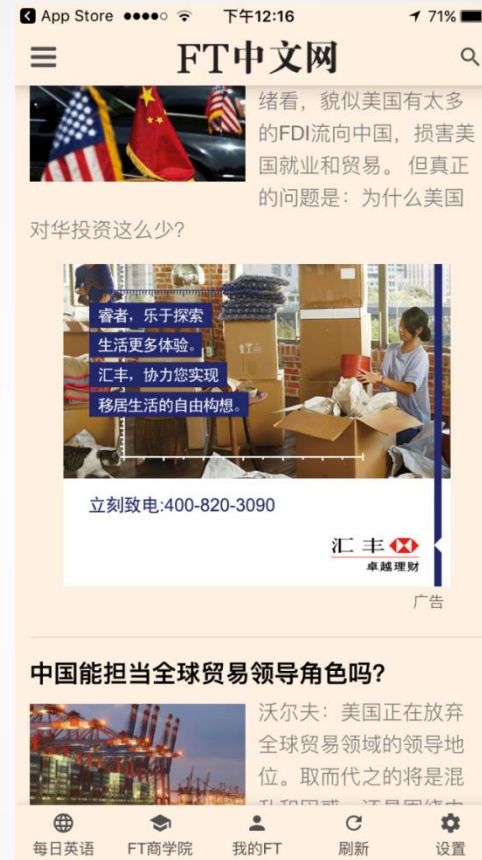 App Store
下午12:16
71%
FT中文网
绪看，貌似美国有太多
的FDI流向中国，损害美
国就业和贸易。 但真正
的问题是：为什么美国
对华投资这么少？
睿者，乐于探索
生活更多体验。
汇丰，协力您实现
移居生活的自由构想。
立刻致电:400-820-3090
汇丰
卓越理财
广告
中国能担当全球贸易领导角色吗?
沃尔夫：美国正在放弃
全球贸易领域的领导地
位。取而代之的将是混
每日英语
FT商学院
我的FT
刷新
设置